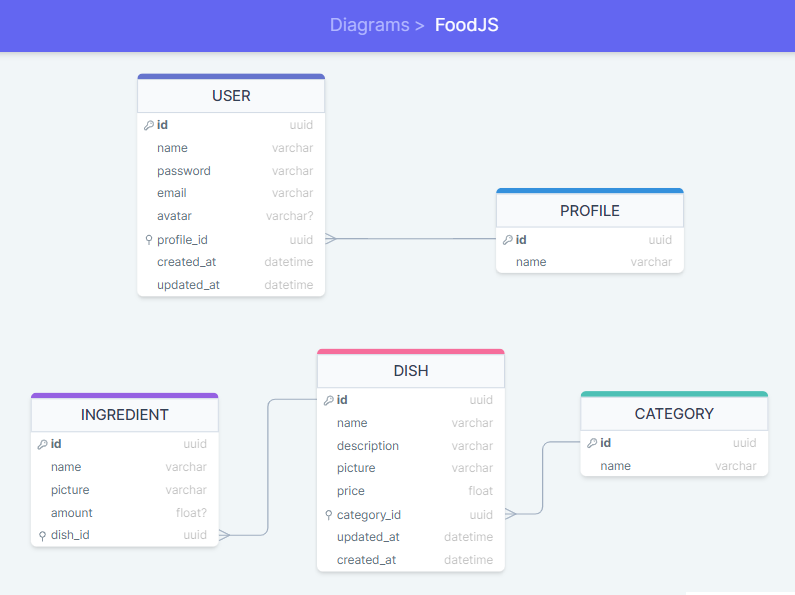 Diagrams > FoodJS
USER
id uuid
name varchar
password varchar
email varchar
avatar varchar?
profile_id uuid
created_at datetime
updated_at datetime
PROFILE
id uuid
name varchar
INGREDIENT
id uuid
name varchar
picture varchar
amount float?
dish_id uuid
DISH
id uuid
name varchar
description varchar
picture varchar
price float
category_id uuid
updated_at datetime
created_at datetime
CATEGORY
id uuid
name varchar